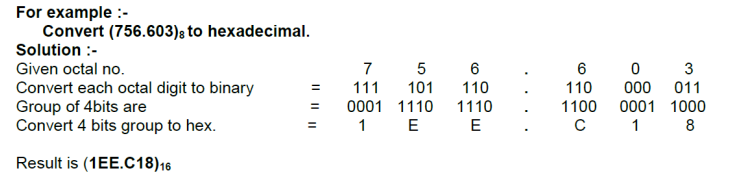 For example :-
Convert (756.603)₈ to hexadecimal.
Solution :-
Given octal no. 7 5 6 . 6 0 3
Convert each octal digit to binary = 111 101 110 . 110 000 011
Group of 4bits are = 0001 1110 1110 . 1100 0001 1000
Convert 4 bits group to hex. = 1 E E . C 1 8
Result is (1EE.C18)₁₆